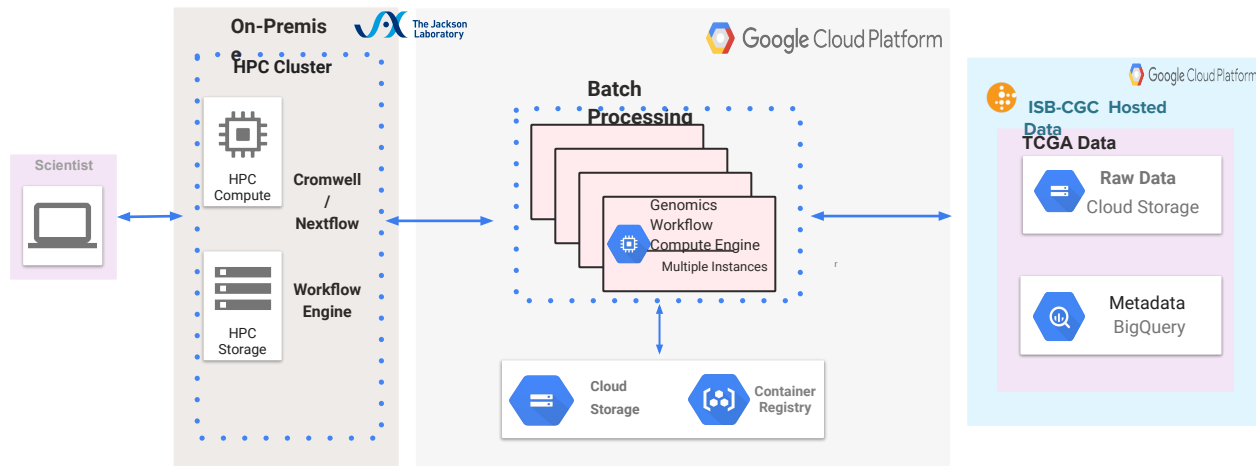 On-Premis
e
The Jackson
Laboratory
HPC Cluster
Scientist
HPC
Compute
Cromwell
/
Nextflow
HPC
Storage
Workflow
Engine
Google Cloud Platform
Batch
Processing
Genomics
Workflow
Compute Engine
Multiple Instances
r
Cloud
Storage
Container
Registry
Google Cloud Platform
ISB-CGC Hosted
Data
TCGA Data
Raw Data
Cloud Storage
Metadata
BigQuery